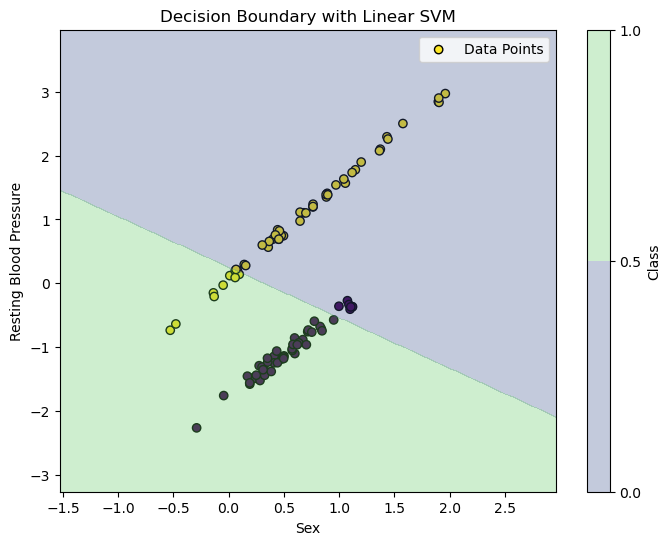 Decision Boundary with Linear SVM
Data Points
3
2
1
0
−1
−2
−3
Resting Blood Pressure
−1.5 −1.0 −0.5 0.0 0.5 1.0 1.5 2.0 2.5
Sex
1.0
0.5
0.0
Class